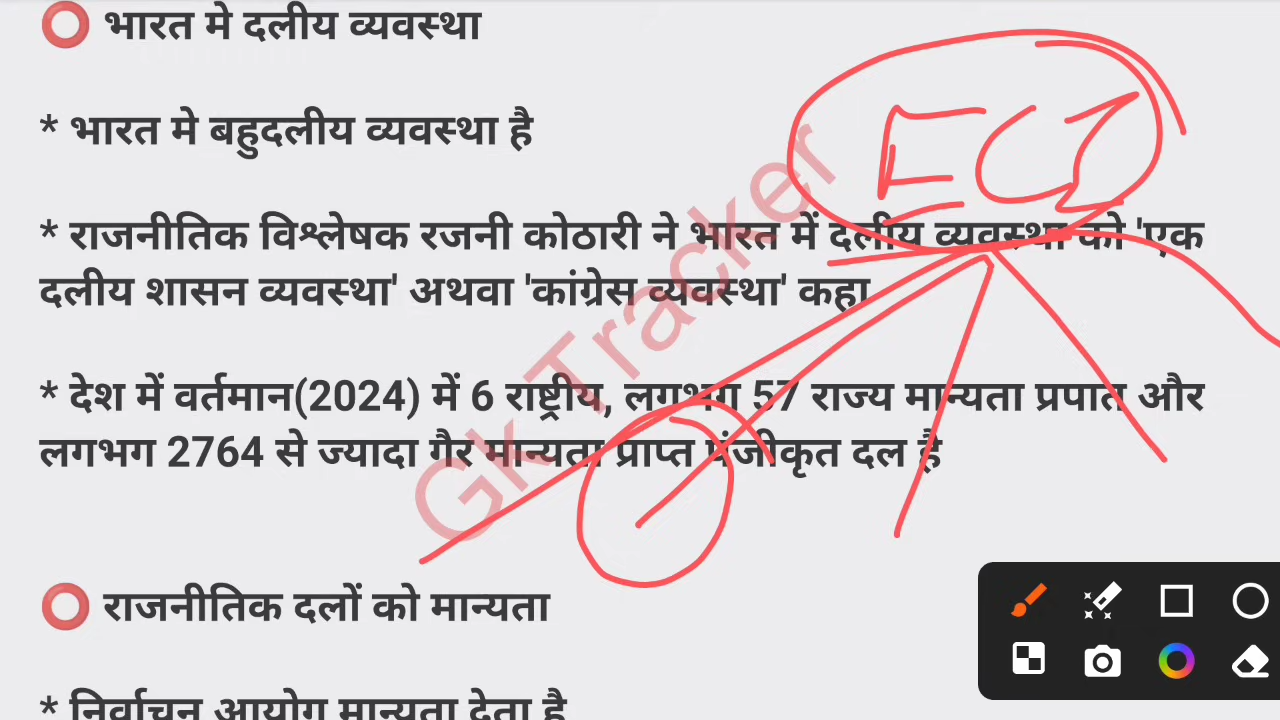 भारत मे दलीय व्यवस्था
* भारत मे बहुदलीय व्यवस्था है
ECI
* राजनीतिक विश्लेषक रजनी कोठारी ने भारत में दलीय व्यवस्था को 'एक
दलीय शासन व्यवस्था' अथवा 'कांग्रेस व्यवस्था' कहा
* देश में वर्तमान(2024) में 6 राष्ट्रीय, लगभग 57 राज्य मान्यता प्रपात और
लगभग 2764 से ज्यादा गैर मान्यता प्राप्त पंजीकृत दल है
Gk Tracker
राजनीतिक दलों को मान्यता
* निर्वाचन आयोग मान्यता देता है